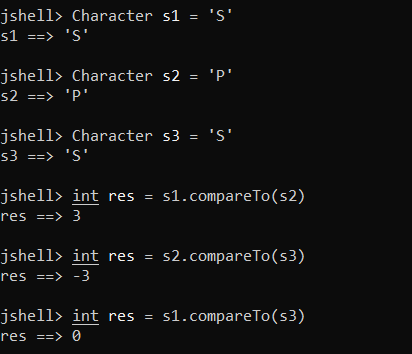 jshell> Character s1 = 'S'
s1 ==> 'S'
jshell> Character s2 = 'P'
s2 ==> 'P'
jshell> Character s3 = 'S'
s3 ==> 'S'
jshell> int res = s1.compareTo(s2)
res ==> 3
jshell> int res = s2.compareTo(s3)
res ==> -3
jshell> int res = s1.compareTo(s3)
res ==> 0